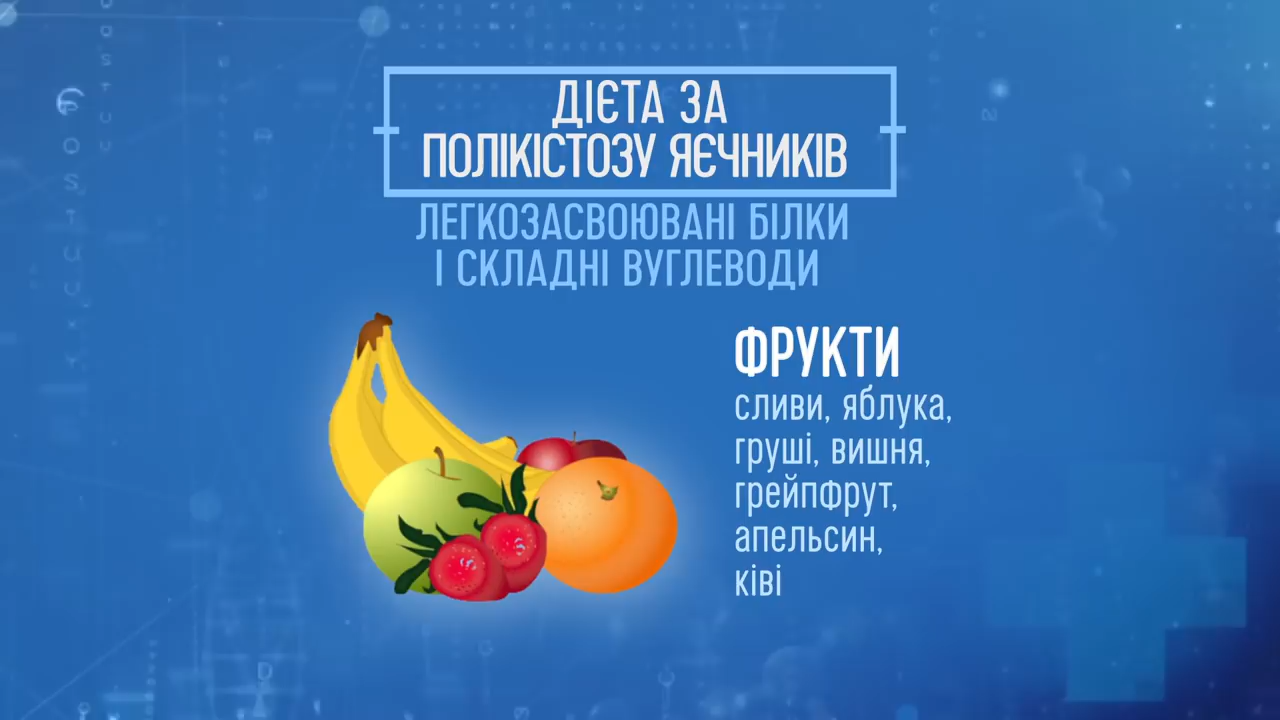 ДІЄТА ЗА
ПОЛІКІСТОЗУ ЯЄЧНИКІВ
ЛЕГКОЗАСВОЮВАНІ БІЛКИ
І СКЛАДНІ ВУГЛЕВОДИ
ФРУКТИ
сливи, яблука,
груші, вишня,
грейпфрут,
апельсин,
ківі